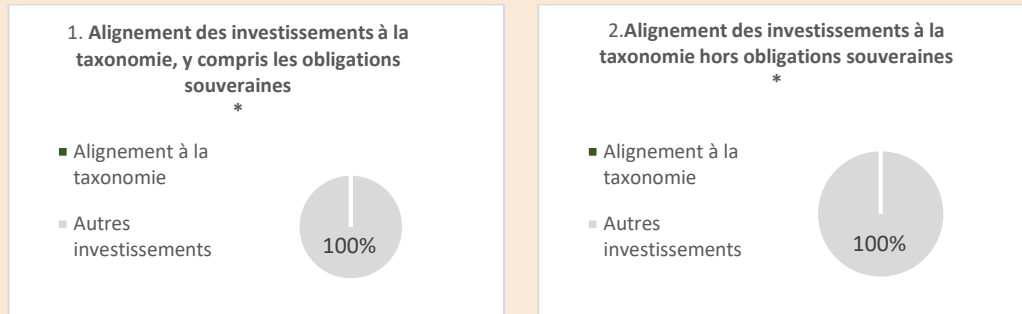 1. Alignement des investissements à la
taxonomie, y compris les obligations
souveraines
*
Alignement à la
taxonomie
Autres
investissements
100%
2.Alignement des investissements à la
taxonomie hors obligations souveraines
*
Alignement à la
taxonomie
Autres
investissements
100%